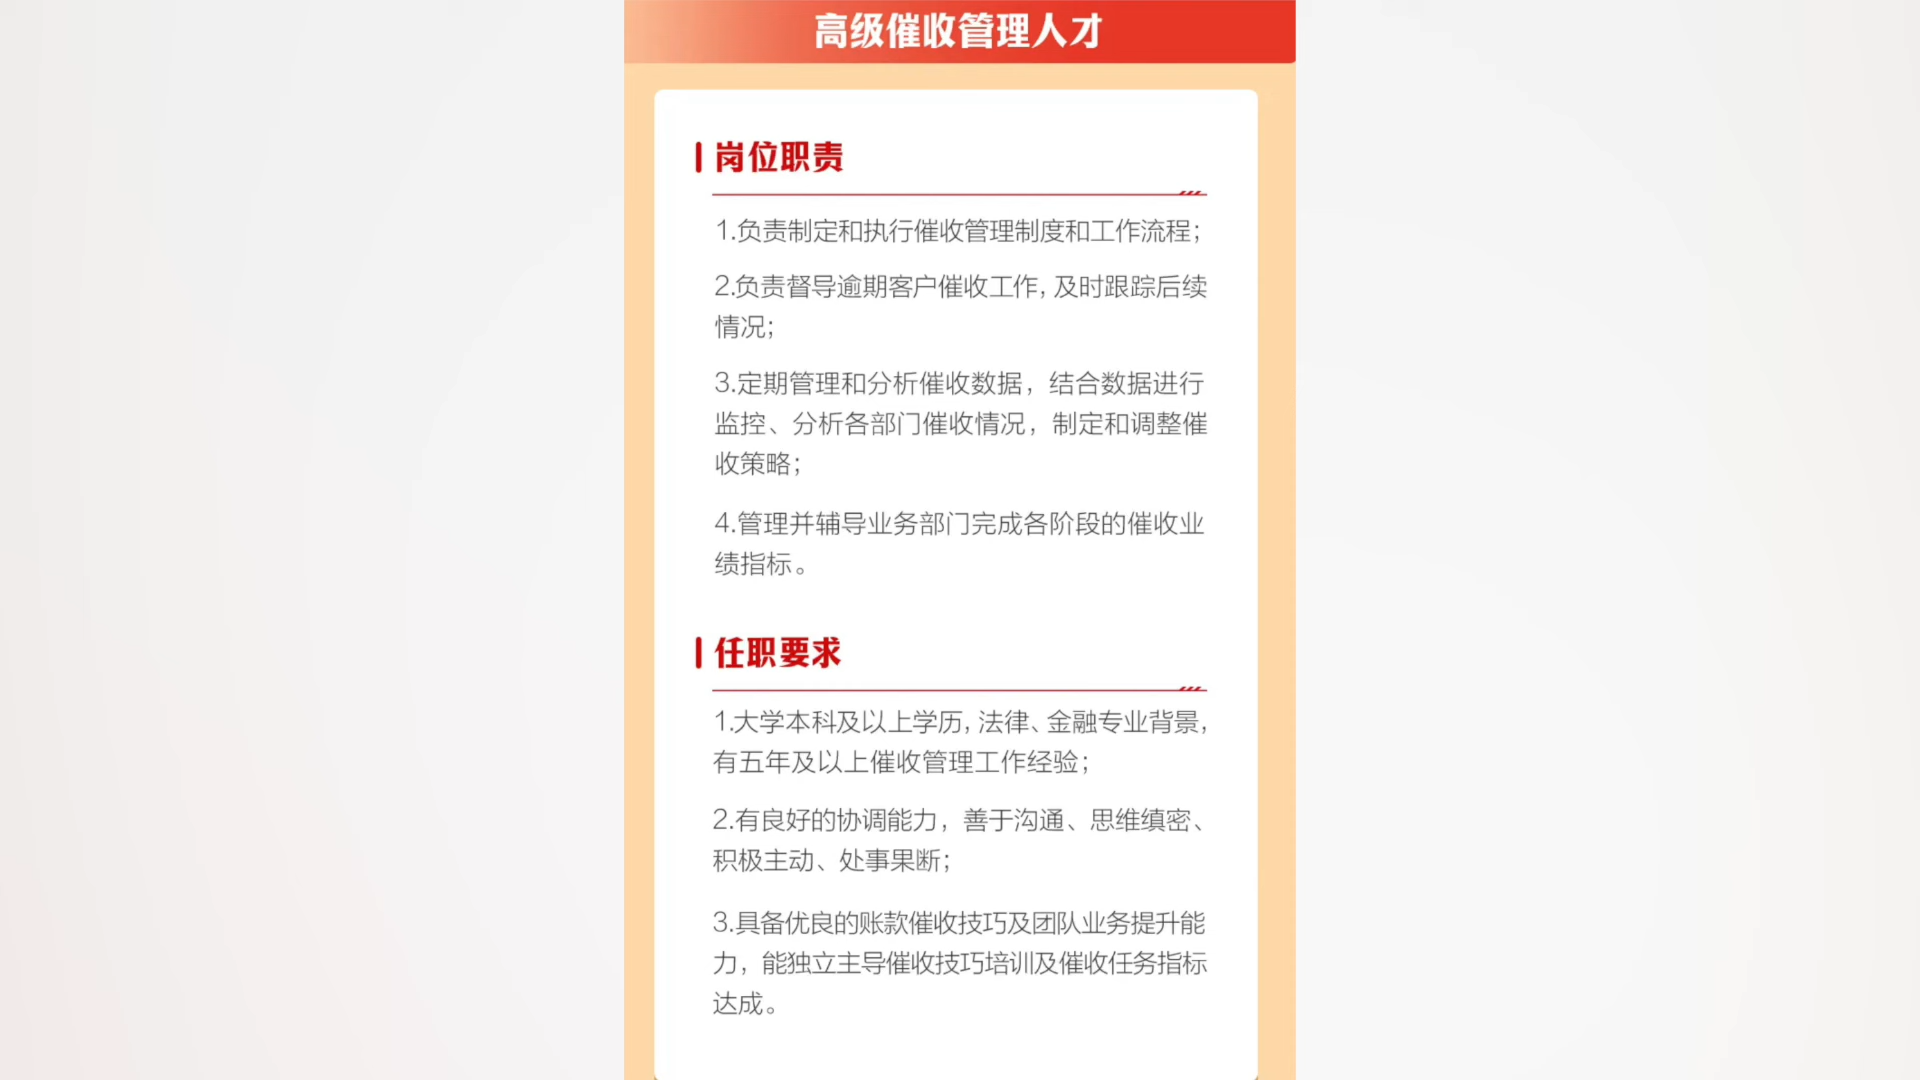 高级催收管理人才
岗位职责
1.负责制定和执行催收管理制度和工作流程；
2.负责督导逾期客户催收工作，及时跟踪后续
情况；
3.定期管理和分析催收数据，结合数据进行
监控、分析各部门催收情况，制定和调整催
收策略；
4.管理并辅导业务部门完成各阶段的催收业
绩指标。
任职要求
1.大学本科及以上学历，法律、金融专业背景，
有五年及以上催收管理工作经验；
2.有良好的协调能力，善于沟通、思维缜密、
积极主动、处事果断；
3.具备优良的账款催收技巧及团队业务提升能
力，能独立主导催收技巧培训及催收任务指标
达成。